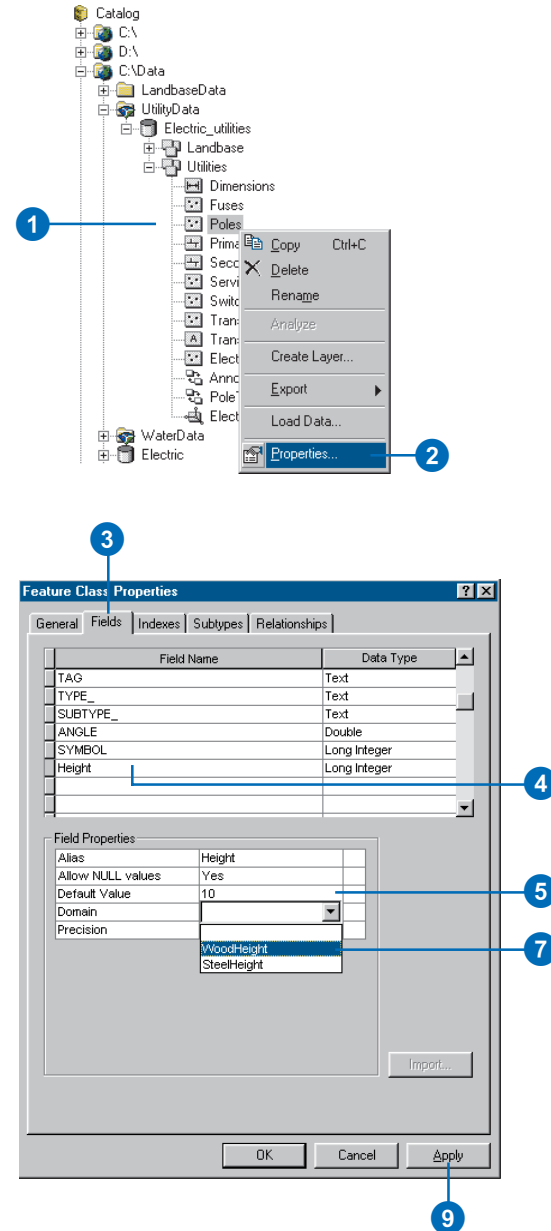 Catalog
C:\
D:\
C:\Data
LandbaseData
UtilityData
Electric_utilities
Landbase
Utilities
Dimensions
Fuses
1
Poles
Prima
Seco
Servi
Switc
Tran
Tran
Elect
Anno
Pole
Elect
WaterData
Electric
Copy Ctrl+C
Delete
Rename
Analyze
Create Layer...
Export
Load Data...
Properties...
2
3
Feature Class Properties
General Fields Indexes Subtypes Relationships
Field Name Data Type
TAG Text
TYPE_ Text
SUBTYPE_ Text
ANGLE Double
SYMBOL Long Integer
Height Long Integer
4
Field Properties
Alias Height
Allow NULL values Yes
Default Value 10
5
Domain
Precision
WoodHeight
7
SteelHeight
Import...
OK Cancel Apply
9